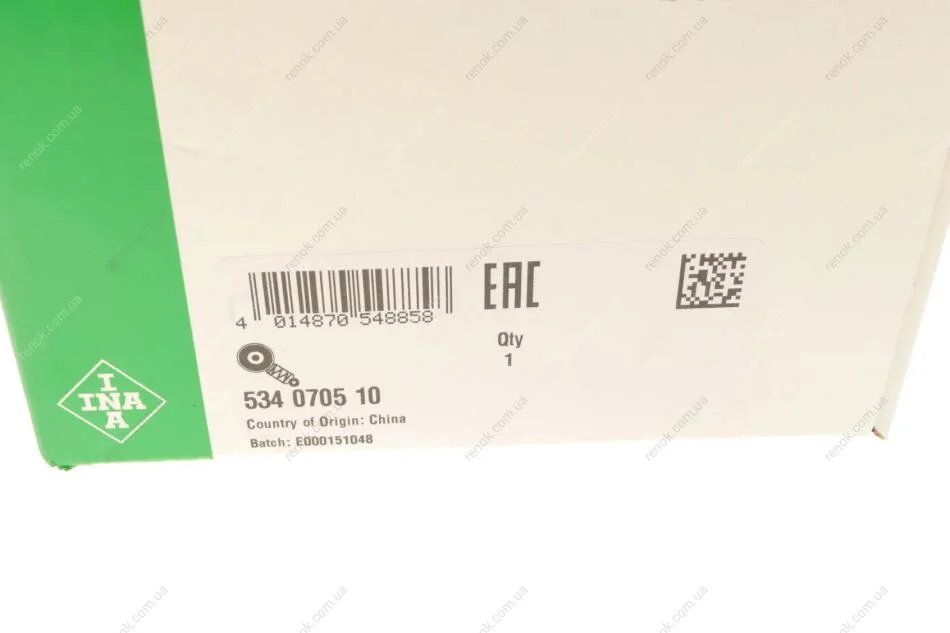 EAC
4 014870 548858
Qty
1
534 0705 10
Country of Origin: China
Batch: E000151048
I
INA
A
renok.com.ua